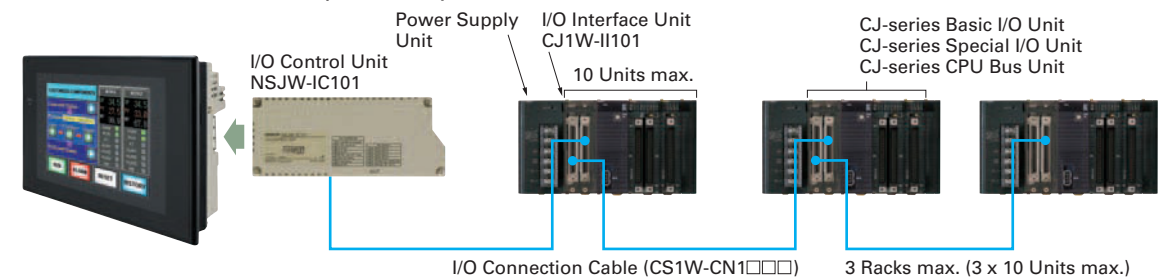 Power Supply
Unit
I/O Interface Unit
CJ1W-II101
CJ-series Basic I/O Unit
CJ-series Special I/O Unit
CJ-series CPU Bus Unit
I/O Control Unit
NSJW-IC101
10 Units max.
RESET
I/O Connection Cable (CS1W-CN1□□□)
3 Racks max. (3 x 10 Units max.)